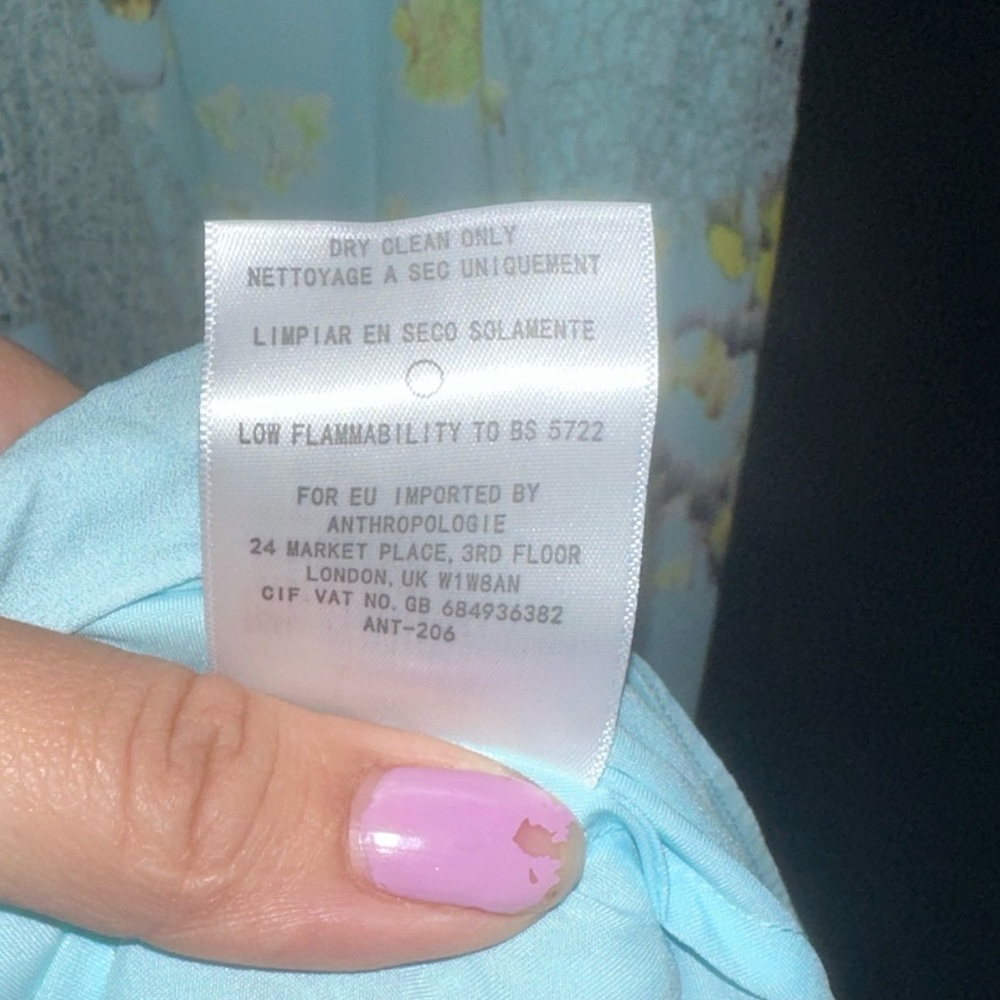 DRY CLEAN ONLY
NETTOYAGE A SEC UNIQUEMENT
LIMPIAR EN SECO SOLAMENTE
LOW FLAMMABILITY TO BS 5722
FOR EU IMPORTED BY
ANTHROPOLOGIE
24 MARKET PLACE, 3RD FLOOR
LONDON, UK W1W8AN
CIF VAT NO. GB 684936382
ANT-206